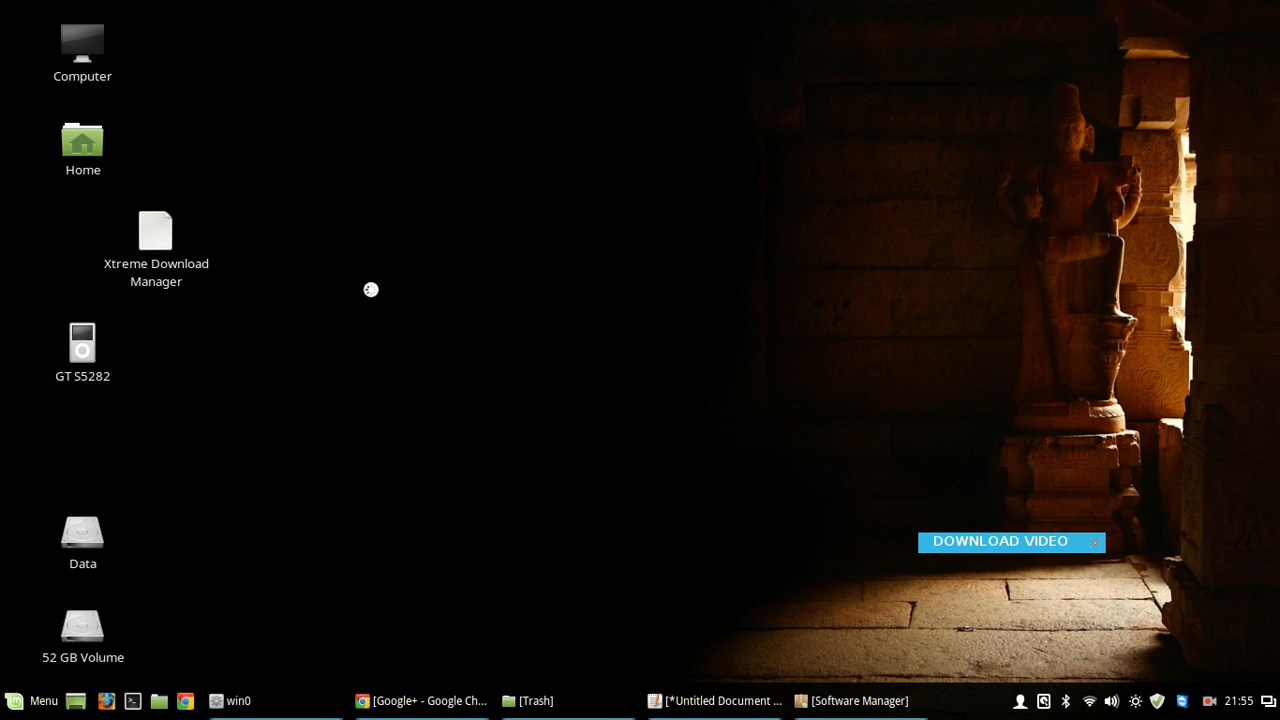 Computer
Home
Xtreme Download
Manager
GT S5282
Data
52 GB Volume
DOWNLOAD VIDEO
Menu
win0
[Google+ - Google Ch...
[Trash]
[*Untitled Document ...
[Software Manager]
21:55